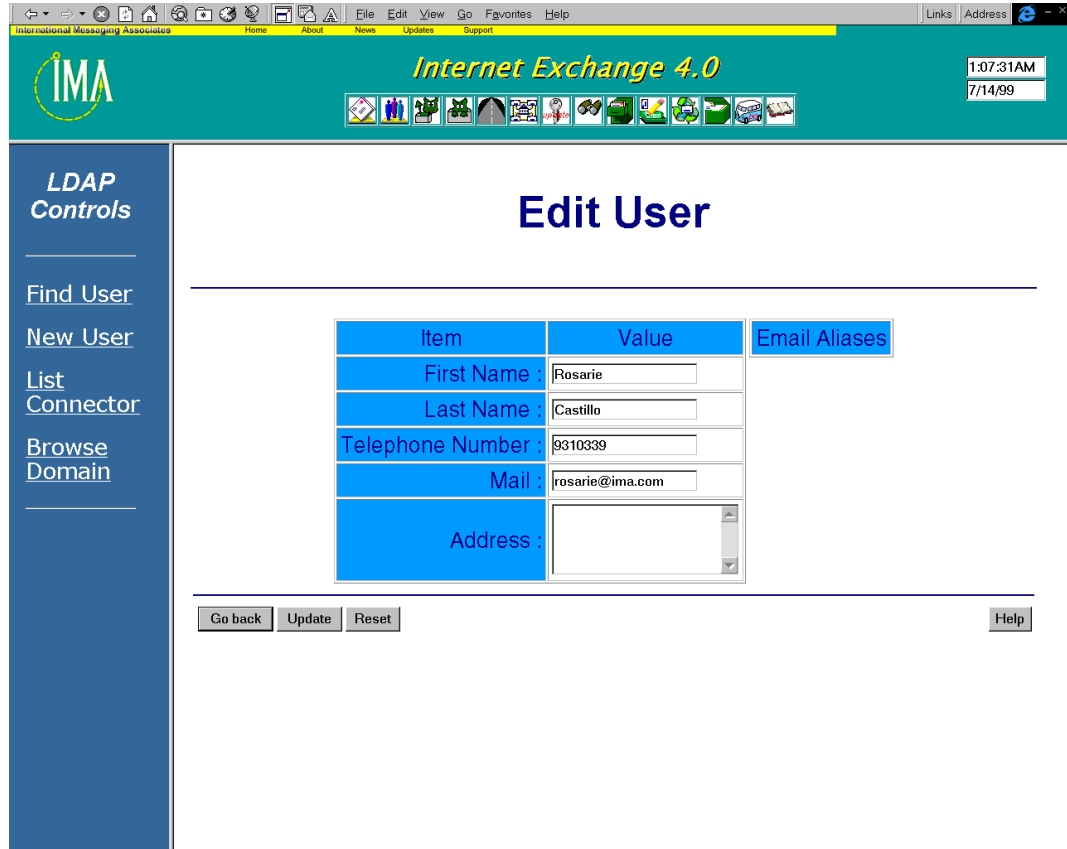 File Edit View Go Favorites Help Links Address
International Messaging Associates Home About News Updates Support
IMA
Internet Exchange 4.0
1:07:31AM
7/14/99
update
LDAP
Controls
Find User
New User
List
Connector
Browse
Domain
Edit User
Item Value Email Aliases
First Name : Rosarie
Last Name : Castillo
Telephone Number : 9310339
Mail : rosarie@ima.com
Address :
Go back Update Reset Help